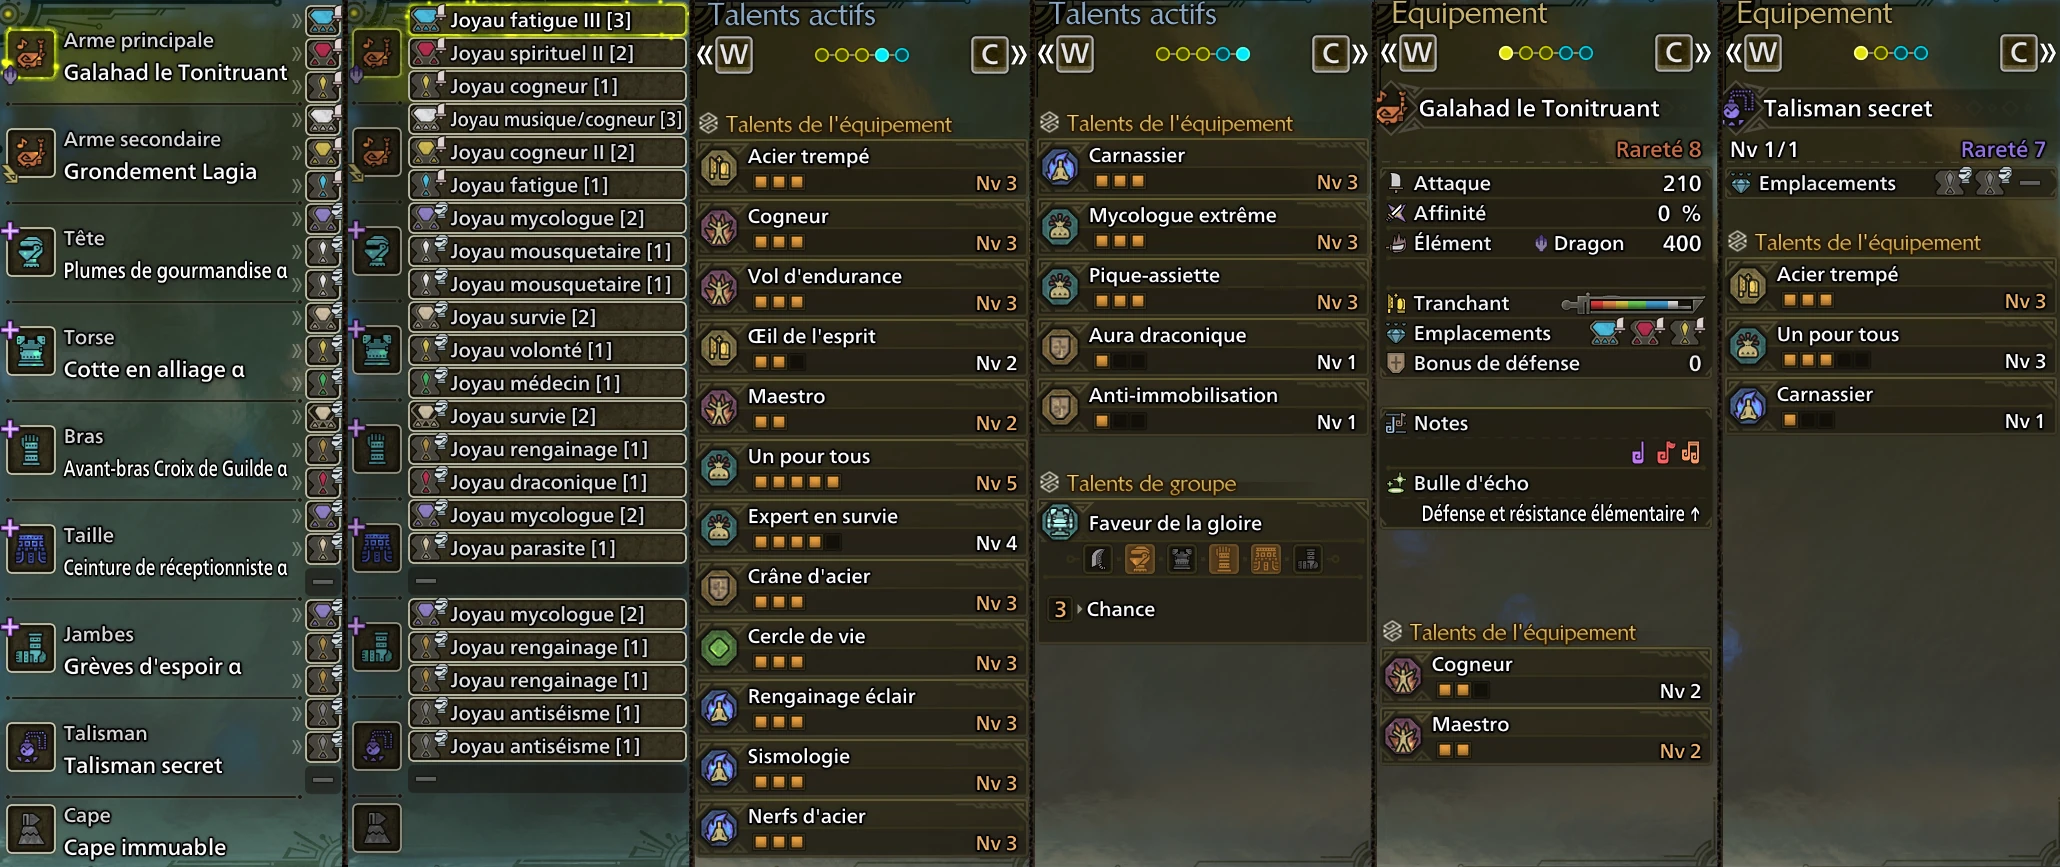 Arme principale
Galahad le Tonitruant
Arme secondaire
Grondement Lagia
Tête
Plumes de gourmandise α
Torse
Cotte en alliage α
Bras
Avant-bras Croix de Guilde α
Taille
Ceinture de réceptionniste α
Jambes
Grèves d'espoir α
Talisman
Talisman secret
Cape
Cape immuable
Joyau fatigue III [3]
Joyau spirituel II [2]
Joyau cogneur [1]
Joyau musique/cogneur [3]
Joyau cogneur II [2]
Joyau fatigue [1]
Joyau mycologue [2]
Joyau mousquetaire [1]
Joyau mousquetaire [1]
Joyau survie [2]
Joyau volonté [1]
Joyau médecin [1]
Joyau survie [2]
Joyau rengainage [1]
Joyau draconique [1]
Joyau mycologue [2]
Joyau parasite [1]
Joyau mycologue [2]
Joyau rengainage [1]
Joyau rengainage [1]
Joyau antiséisme [1]
Joyau antiséisme [1]
Talents actifs
W C
Talents de l'équipement
Acier trempé
Nv 3
Cogneur
Nv 3
Vol d'endurance
Nv 3
Œil de l'esprit
Nv 2
Maestro
Nv 2
Un pour tous
Nv 5
Expert en survie
Nv 4
Crâne d'acier
Nv 3
Cercle de vie
Nv 3
Rengainage éclair
Nv 3
Sismologie
Nv 3
Nerfs d'acier
Nv 3
Talents actifs
W C
Talents de l'équipement
Carnassier
Nv 3
Mycologue extrême
Nv 3
Pique-assiette
Nv 3
Aura draconique
Nv 1
Anti-immobilisation
Nv 1
Talents de groupe
Faveur de la gloire
3 Chance
Equipement
W C
Galahad le Tonitruant
Rareté 8
Attaque 210
Affinité 0 %
Élément Dragon 400
Tranchant
Emplacements
Bonus de défense 0
Notes
Bulle d'écho
Défense et résistance élémentaire ↑
Talents de l'équipement
Cogneur
Nv 2
Maestro
Nv 2
Equipement
W C
Talisman secret
Nv 1/1 Rareté 7
Emplacements
Talents de l'équipement
Acier trempé
Nv 3
Un pour tous
Nv 3
Carnassier
Nv 1